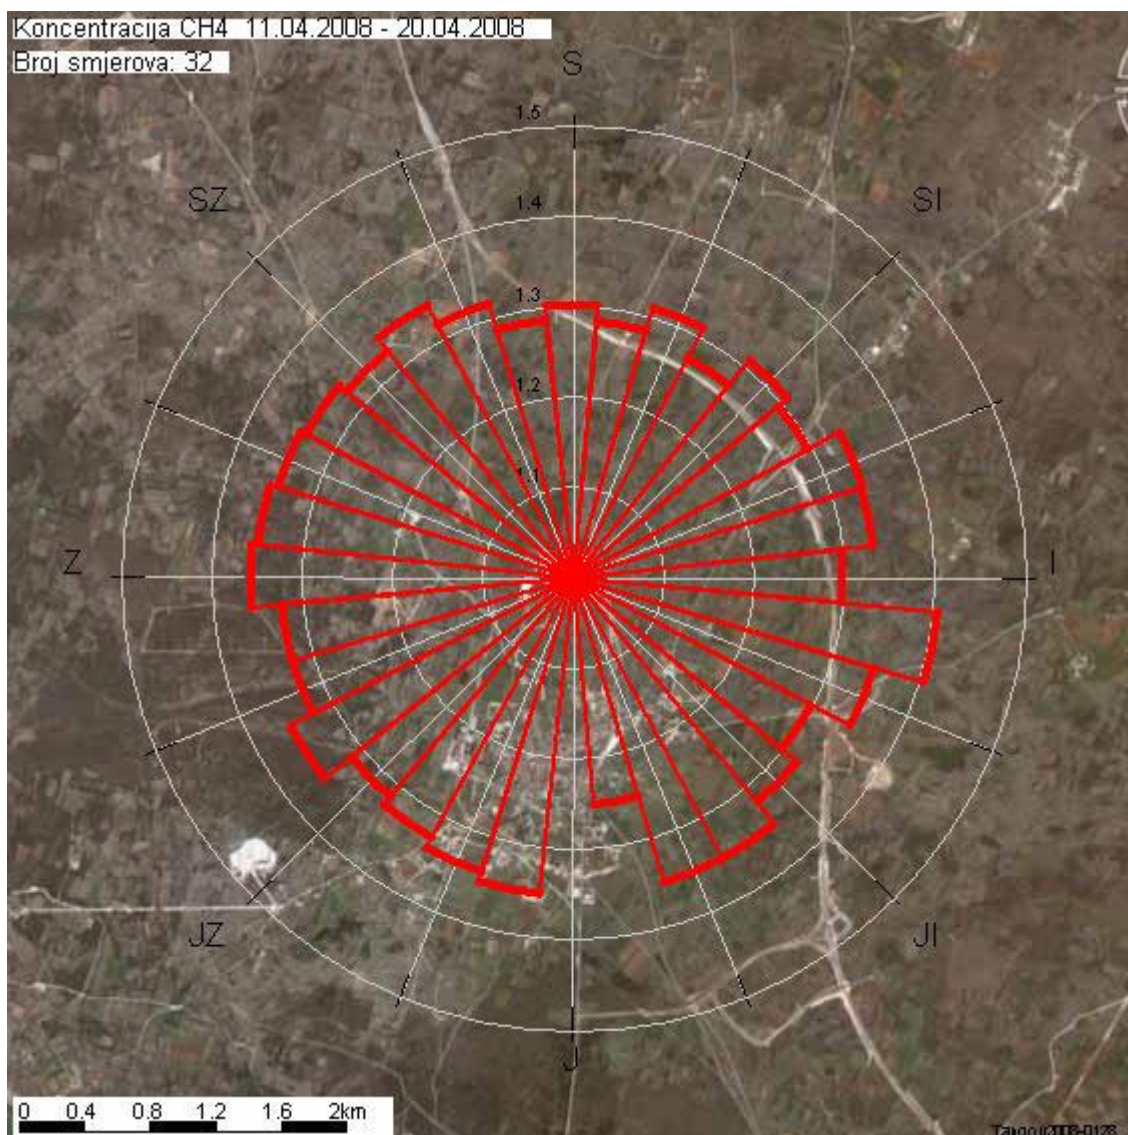 Koncentracija CH4 11.04.2008 - 20.04.2008
Broj smjerova: 32
S
1.5
SZ
SI
1.4
1.3
1.2
1.1
Z
I
JZ
JI
J
0 0.4 0.8 1.2 1.6 2km